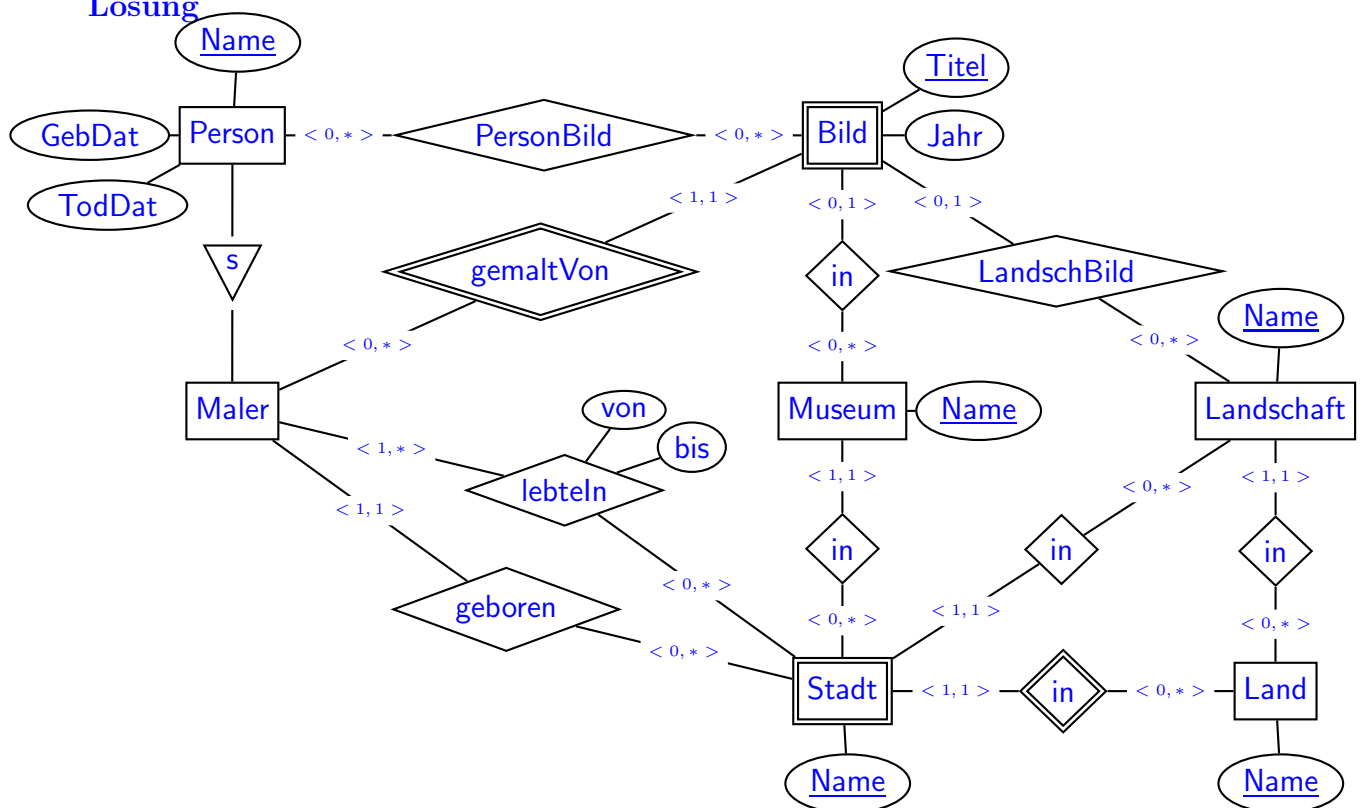 Lösung
Name
Titel
GebDat
Person
< 0, * >
PersonBild
< 0, * >
Bild
Jahr
TodDat
< 1, 1 >
< 0, 1 >
< 0, 1 >
s
gemaltVon
in
LandschBild
Name
< 0, * >
< 0, * >
< 0, * >
Maler
von
Museum
Name
Landschaft
< 1, * >
bis
< 1, 1 >
< 0, * >
< 1, 1 >
lebteIn
< 1, 1 >
in
in
in
< 0, * >
geboren
< 1, 1 >
< 0, * >
< 0, * >
< 0, * >
Stadt
< 1, 1 >
in
< 0, * >
Land
Name
Name